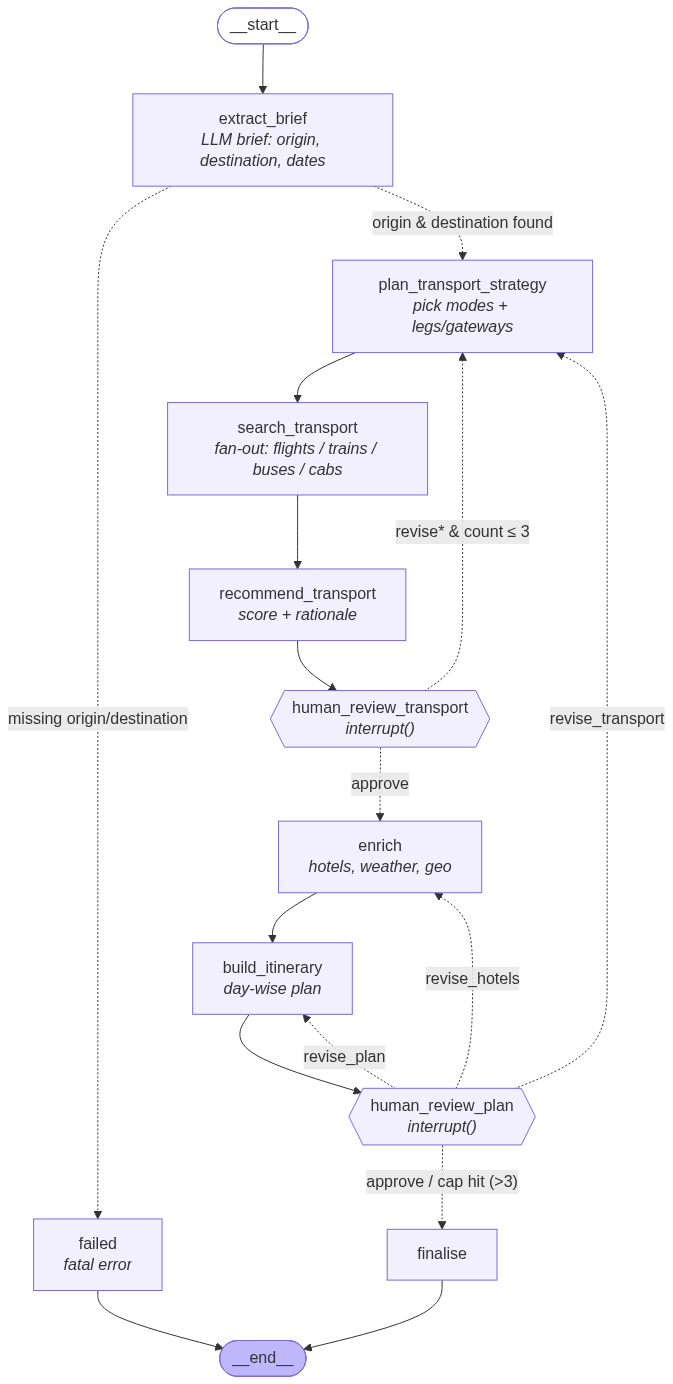 __start__
extract_brief
LLM brief: origin,
destination, dates
origin & destination found
plan_transport_strategy
pick modes +
legs/gateways
search_transport
fan-out: flights / trains /
buses / cabs
revise* & count ≤ 3
recommend_transport
score + rationale
human_review_transport
interrupt()
missing origin/destination
revise_transport
approve
enrich
hotels, weather, geo
build_itinerary
day-wise plan
revise_hotels
revise_plan
human_review_plan
interrupt()
approve / cap hit (>3)
failed
fatal error
finalise
__end__